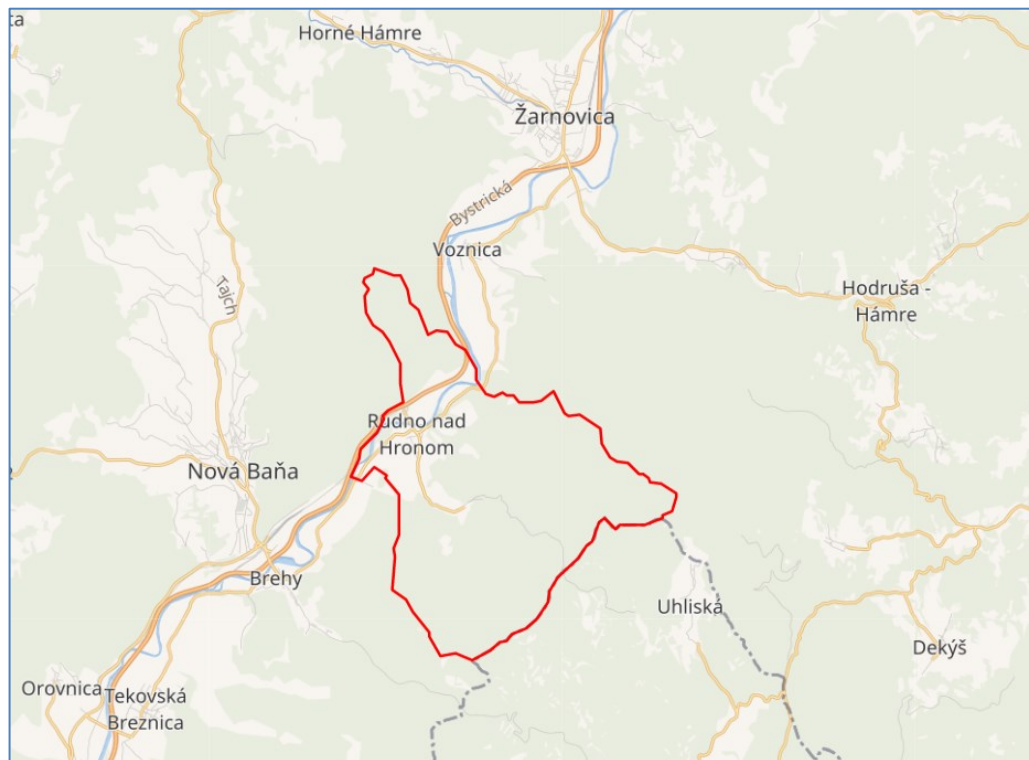 ta
Horné Hámre
Žarnovica
Bystrická
Voznica
Tajch
Hodruša -
Hámre
Rudno nad
Hronom
Nová Baňa
Brehy
Uhliská
Dekýš
Orovnica
Tekovská
Breznica